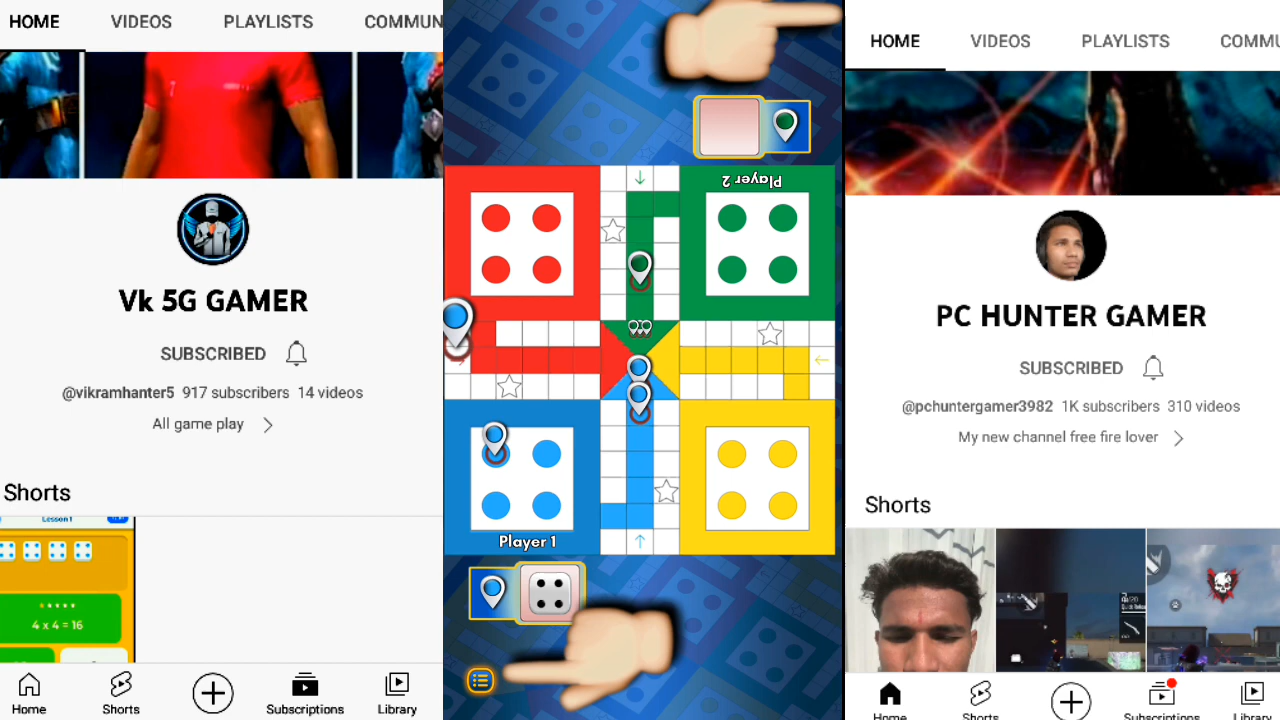 HOME VIDEOS PLAYLISTS COMMUN
Vk 5G GAMER
SUBSCRIBED
@vikramhanter5 917 subscribers 14 videos
All game play
Shorts
Lesson 1
4 x 4 = 16
Home Shorts Subscriptions Library
Player 2
Player 1
HOME VIDEOS PLAYLISTS COMMU
PC HUNTER GAMER
SUBSCRIBED
@pchuntergamer3982 1K subscribers 310 videos
My new channel free fire lover
Shorts
Home Shorts Subscriptions Library